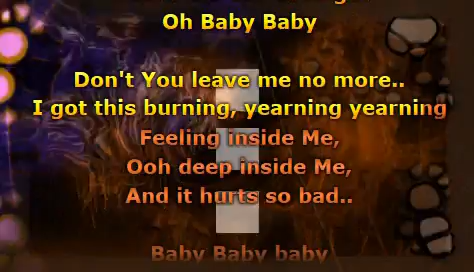 Oh Baby Baby
Don't You leave me no more..
I got this burning, yearning yearning
Feeling inside Me,
Ooh deep inside Me,
And it hurts so bad..
Baby Baby baby